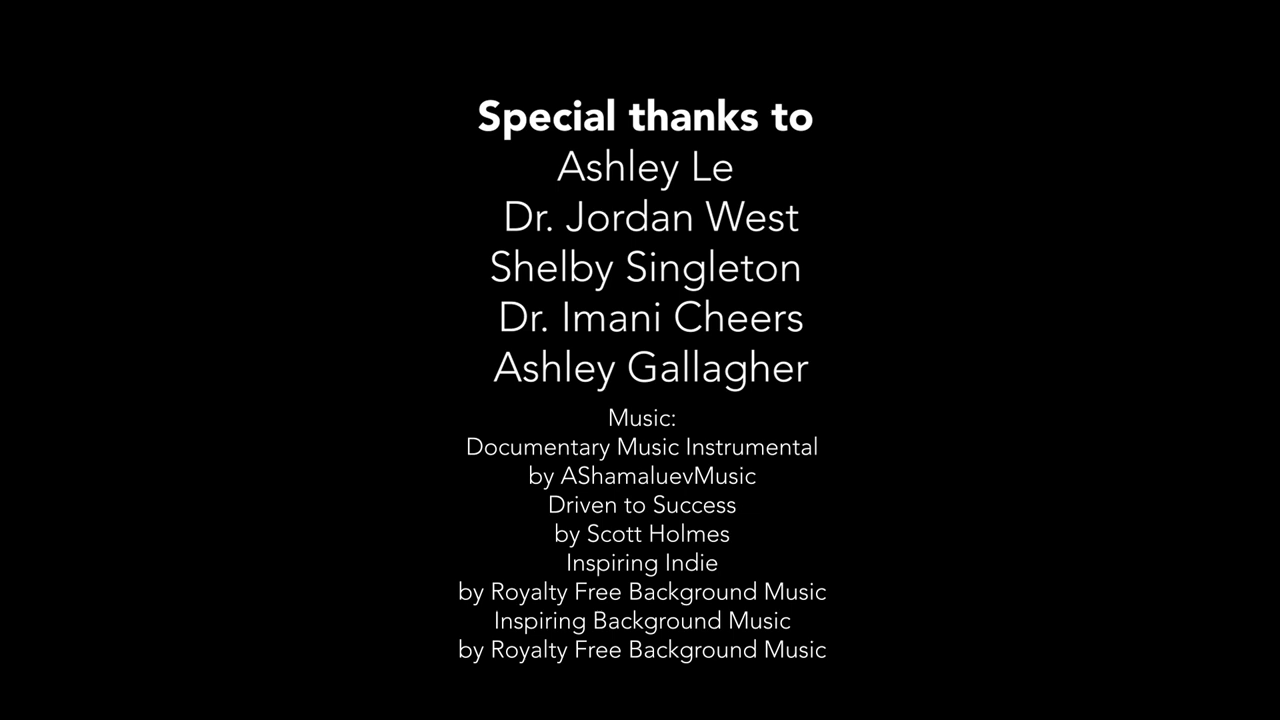 Special thanks to
Ashley Le
Dr. Jordan West
Shelby Singleton
Dr. Imani Cheers
Ashley Gallagher
Music:
Documentary Music Instrumental
by AShamaluevMusic
Driven to Success
by Scott Holmes
Inspiring Indie
by Royalty Free Background Music
Inspiring Background Music
by Royalty Free Background Music